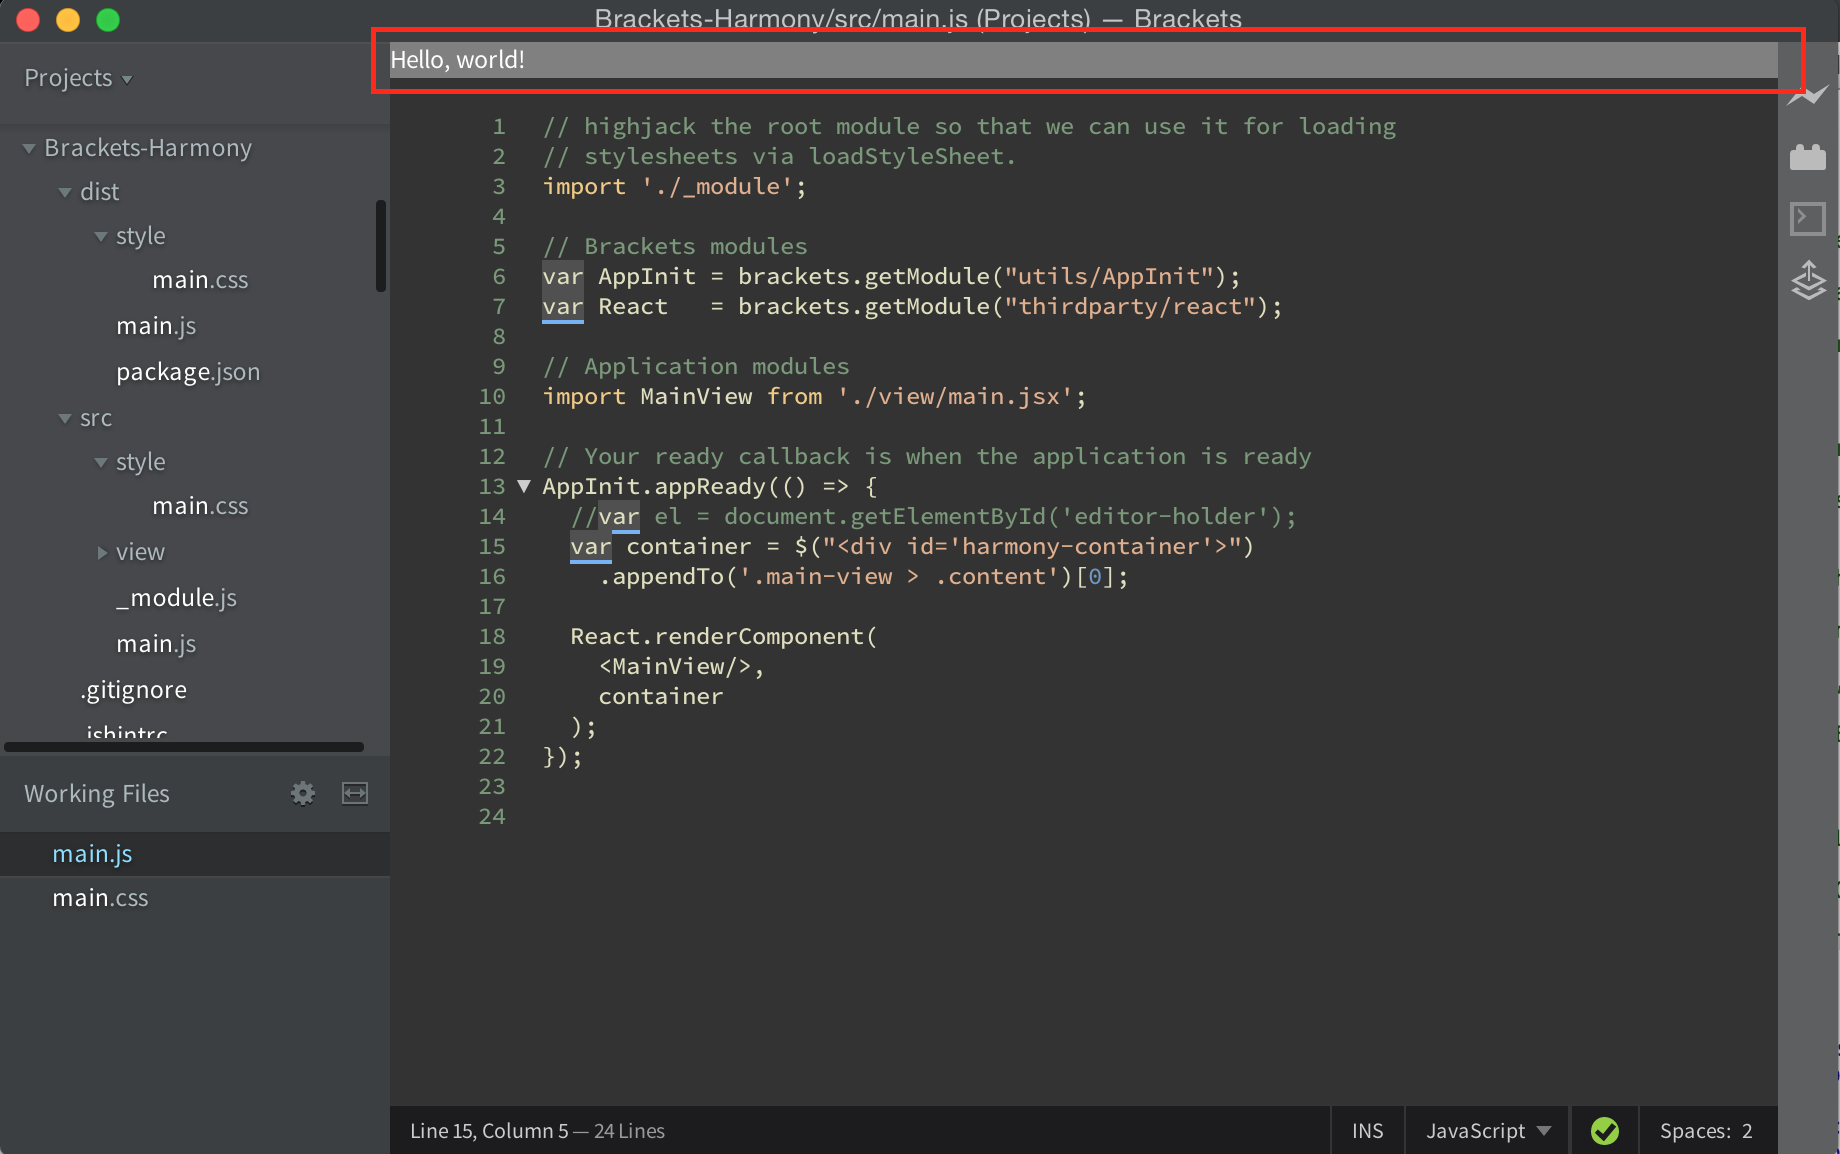 Brackets-Harmony/src/main.js (Projects) — Brackets
Hello, world!
Projects
Brackets-Harmony
dist
style
main.css
main.js
package.json
src
style
main.css
view
_module.js
main.js
.gitignore
.jshintrc
Working Files
main.js
main.css
1 // highjack the root module so that we can use it for loading
2 // stylesheets via loadStyleSheet.
3 import './_module';
4
5 // Brackets modules
6 var AppInit = brackets.getModule("utils/AppInit");
7 var React   = brackets.getModule("thirdparty/react");
8
9 // Application modules
10 import MainView from './view/main.jsx';
11
12 // Your ready callback is when the application is ready
13 AppInit.appReady(() => {
14   //var el = document.getElementById('editor-holder');
15   var container = $("<div id='harmony-container'>")
16     .appendTo('.main-view > .content')[0];
17
18   React.renderComponent(
19     <MainView/>,
20     container
21   );
22 });
23
24
Line 15, Column 5 — 24 Lines
INS
JavaScript
Spaces: 2